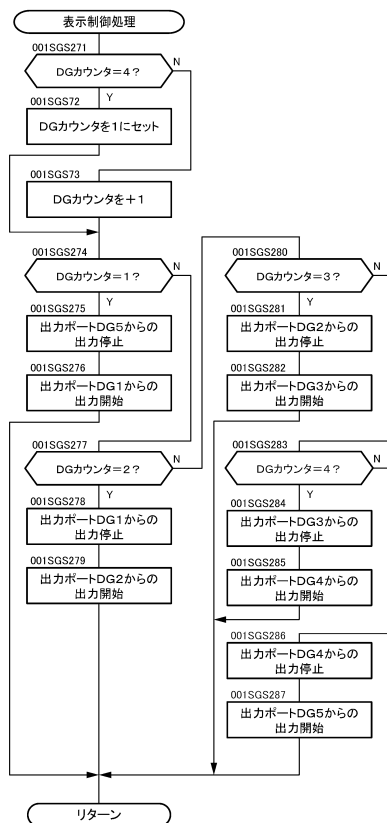 表示制御処理
001SGS271
DGカウンタ=4?
N
Y
001SGS72
DGカウンタを1にセット
001SGS73
DGカウンタを+1
001SGS274
DGカウンタ=1?
N
Y
001SGS275
出力ポートDG5からの
出力停止
001SGS276
出力ポートDG1からの
出力開始
001SGS277
DGカウンタ=2?
N
Y
001SGS278
出力ポートDG1からの
出力停止
001SGS279
出力ポートDG2からの
出力開始
001SGS280
DGカウンタ=3?
N
Y
001SGS281
出力ポートDG2からの
出力停止
001SGS282
出力ポートDG3からの
出力開始
001SGS283
DGカウンタ=4?
N
Y
001SGS284
出力ポートDG3からの
出力停止
001SGS285
出力ポートDG4からの
出力開始
001SGS286
出力ポートDG4からの
出力停止
001SGS287
出力ポートDG5からの
出力開始
リターン